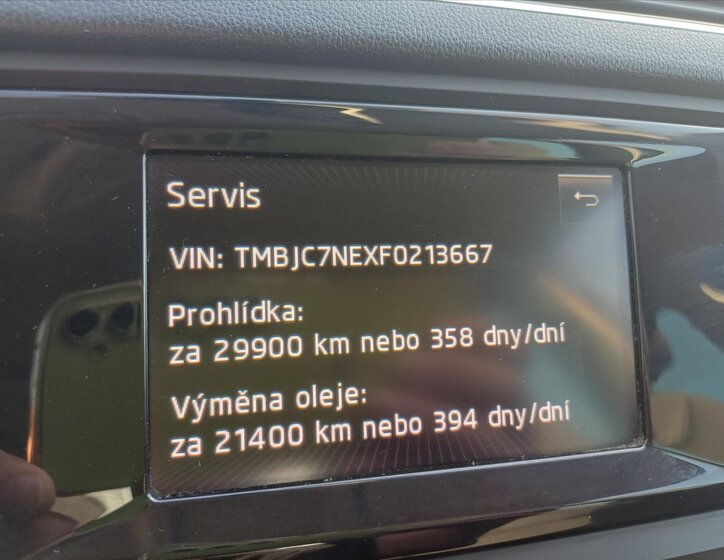 Servis
VIN: TMBJC7NEXF0213667
Prohlídka:
za 29900 km nebo 358 dny/dní
Výměna oleje:
za 21400 km nebo 394 dny/dní